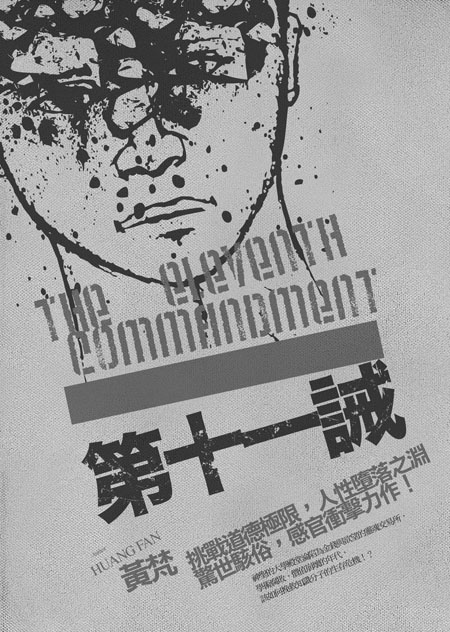 THE eleventh
commandment
第十一誡
挑戰道德極限，人性墮落之淵
驚世駭俗，感官衝擊力作！
author
HUANG FAN
黃梵